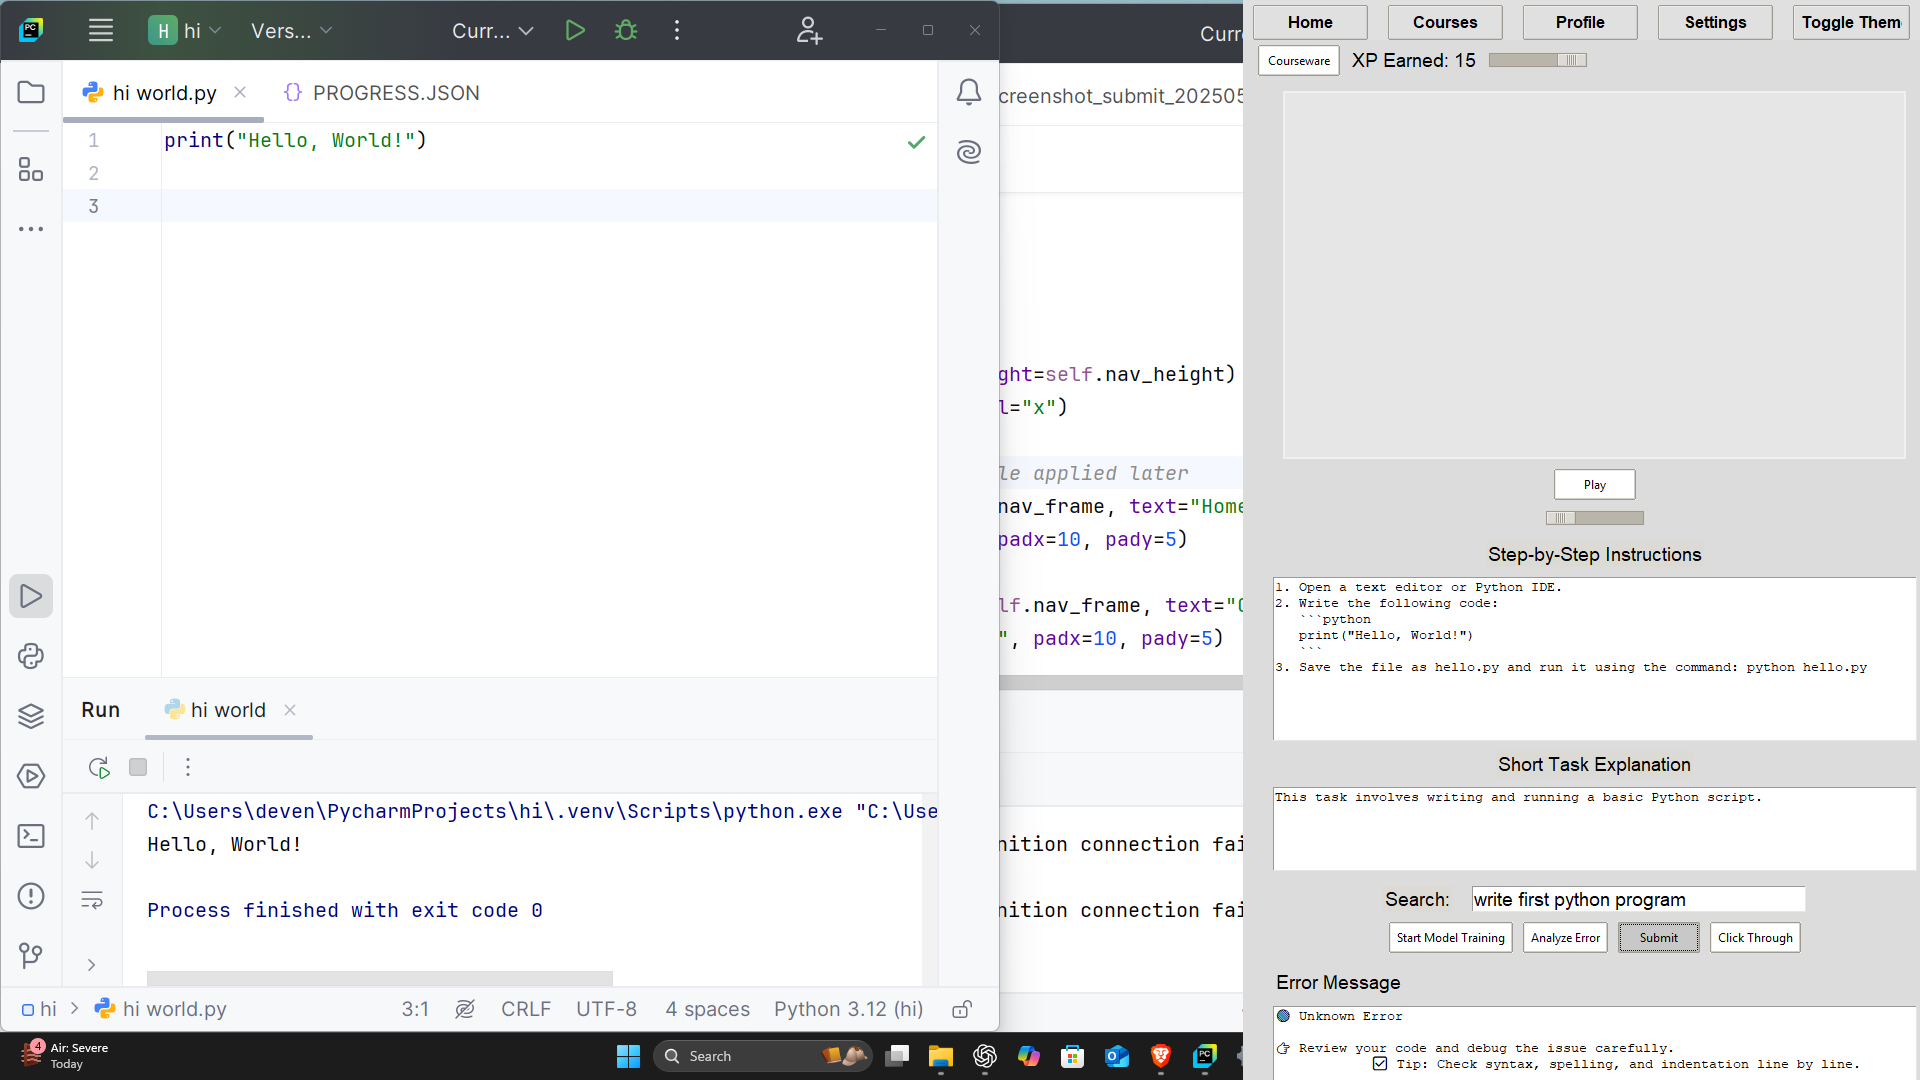 PC
H hi
Vers...
Curr...
hi world.py
PROGRESS.JSON
1 print("Hello, World!")
2
3
Run
hi world
C:\Users\deven\PycharmProjects\hi\.venv\Scripts\python.exe "C:\Use
Hello, World!
Process finished with exit code 0
hi
hi world.py
3:1
CRLF
UTF-8
4 spaces
Python 3.12 (hi)
Curre
creenshot_submit_202505
ght=self.nav_height)
l="x")
le applied later
nav_frame, text="Home
padx=10, pady=5)
lf.nav_frame, text="
", padx=10, pady=5)
nition connection fai
nition connection fai
Home
Courses
Profile
Settings
Toggle Them
Courseware
XP Earned: 15
Play
Step-by-Step Instructions
1. Open a text editor or Python IDE.
2. Write the following code:
```python
print("Hello, World!")
```
3. Save the file as hello.py and run it using the command: python hello.py
Short Task Explanation
This task involves writing and running a basic Python script.
Search: write first python program
Start Model Training
Analyze Error
Submit
Click Through
Error Message
Unknown Error
Review your code and debug the issue carefully.
Tip: Check syntax, spelling, and indentation line by line.
4
Air: Severe
Today
Search
PC